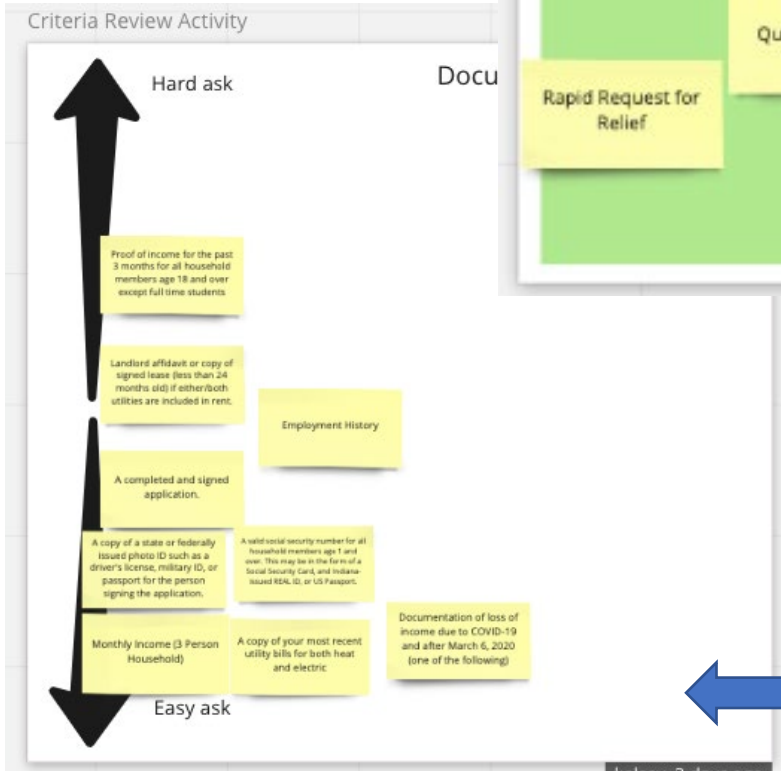 Criteria Review Activity
Hard ask
Docu
Qu
Rapid Request for
Relief
Proof of income for the past
3 months for all household
members age 18 and over
except full time students
Landlord affidavit or copy of
signed lease (less than 24
months old) if either/both
utilities are included in rent.
Employment History
A completed and signed
application.
A copy of a state or federally
issued photo ID such as a
driver's license, military ID, or
passport for the person
signing the application.
A valid social security number for all
household members age 1 and
over. This may be in the form of a
Social Security Card, and Indiana-
issued REAL ID, or US Passport.
Monthly Income (3 Person
Household)
A copy of your most recent
utility bills for both heat
and electric
Documentation of loss of
income due to COVID-19
and after March 6, 2020
(one of the following)
Easy ask